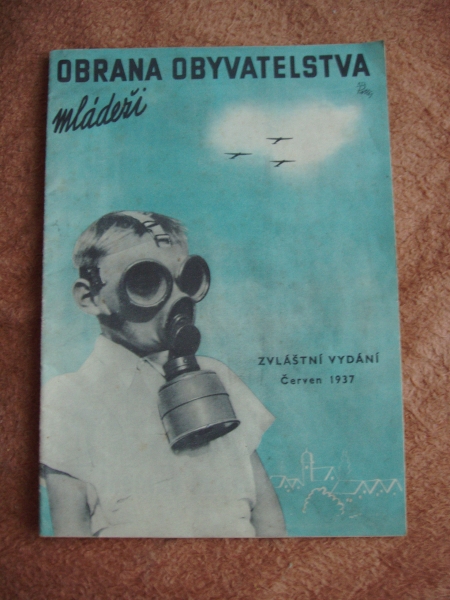 OBRANA OBYVATELSTVA
mládeži
ZVLÁŠTNÍ VYDÁNÍ
Červen 1937